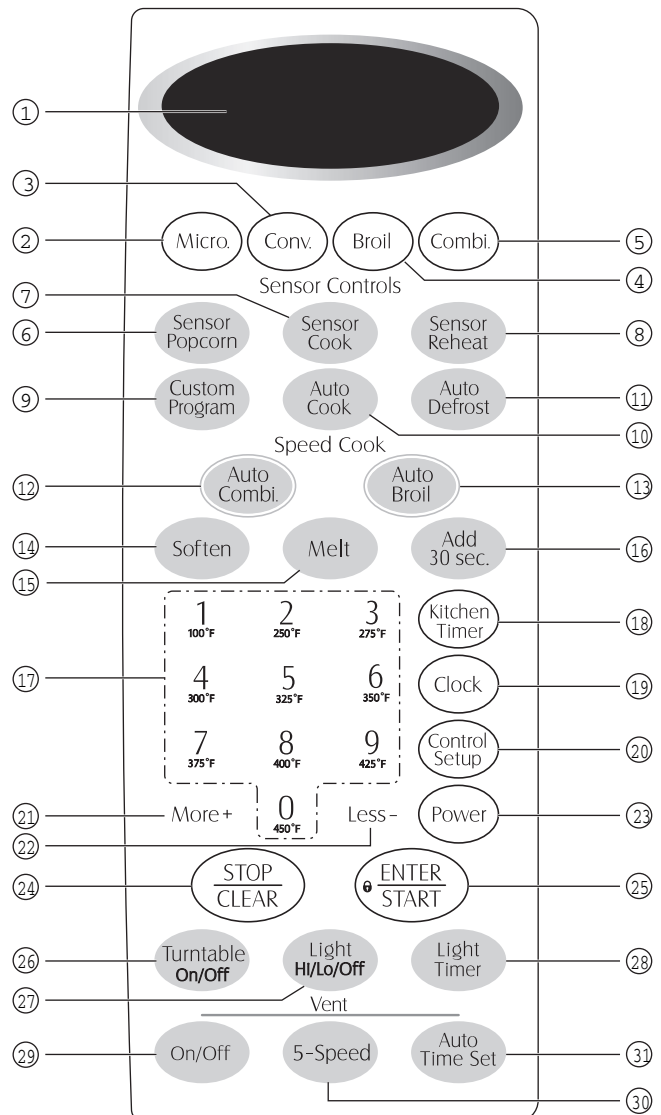 ①
③
② Micro. Conv. Broil Combi. ⑤
④
Sensor Controls
⑦
⑥ Sensor Popcorn Sensor Cook Sensor Reheat ⑧
⑨ Custom Program Auto Cook Auto Defrost ⑪
⑩
Speed Cook
⑫ Auto Combi. Auto Broil ⑬
⑭ Soften Melt Add 30 sec. ⑯
⑮
1 2 3 Kitchen Timer ⑱
100°F 250°F 275°F
⑰ 4 5 6 Clock ⑲
300°F 325°F 350°F
7 8 9 Control Setup ⑳
375°F 400°F 425°F
㉑ More+ 0 Less- Power ㉓
450°F
㉒
㉔ STOP ENTER ㉕
CLEAR START
㉖ Turntable Light Light ㉘
On/Off HI/Lo/Off Timer
㉗
Vent
㉙ On/Off 5-Speed Auto Time Set ㉛
㉚